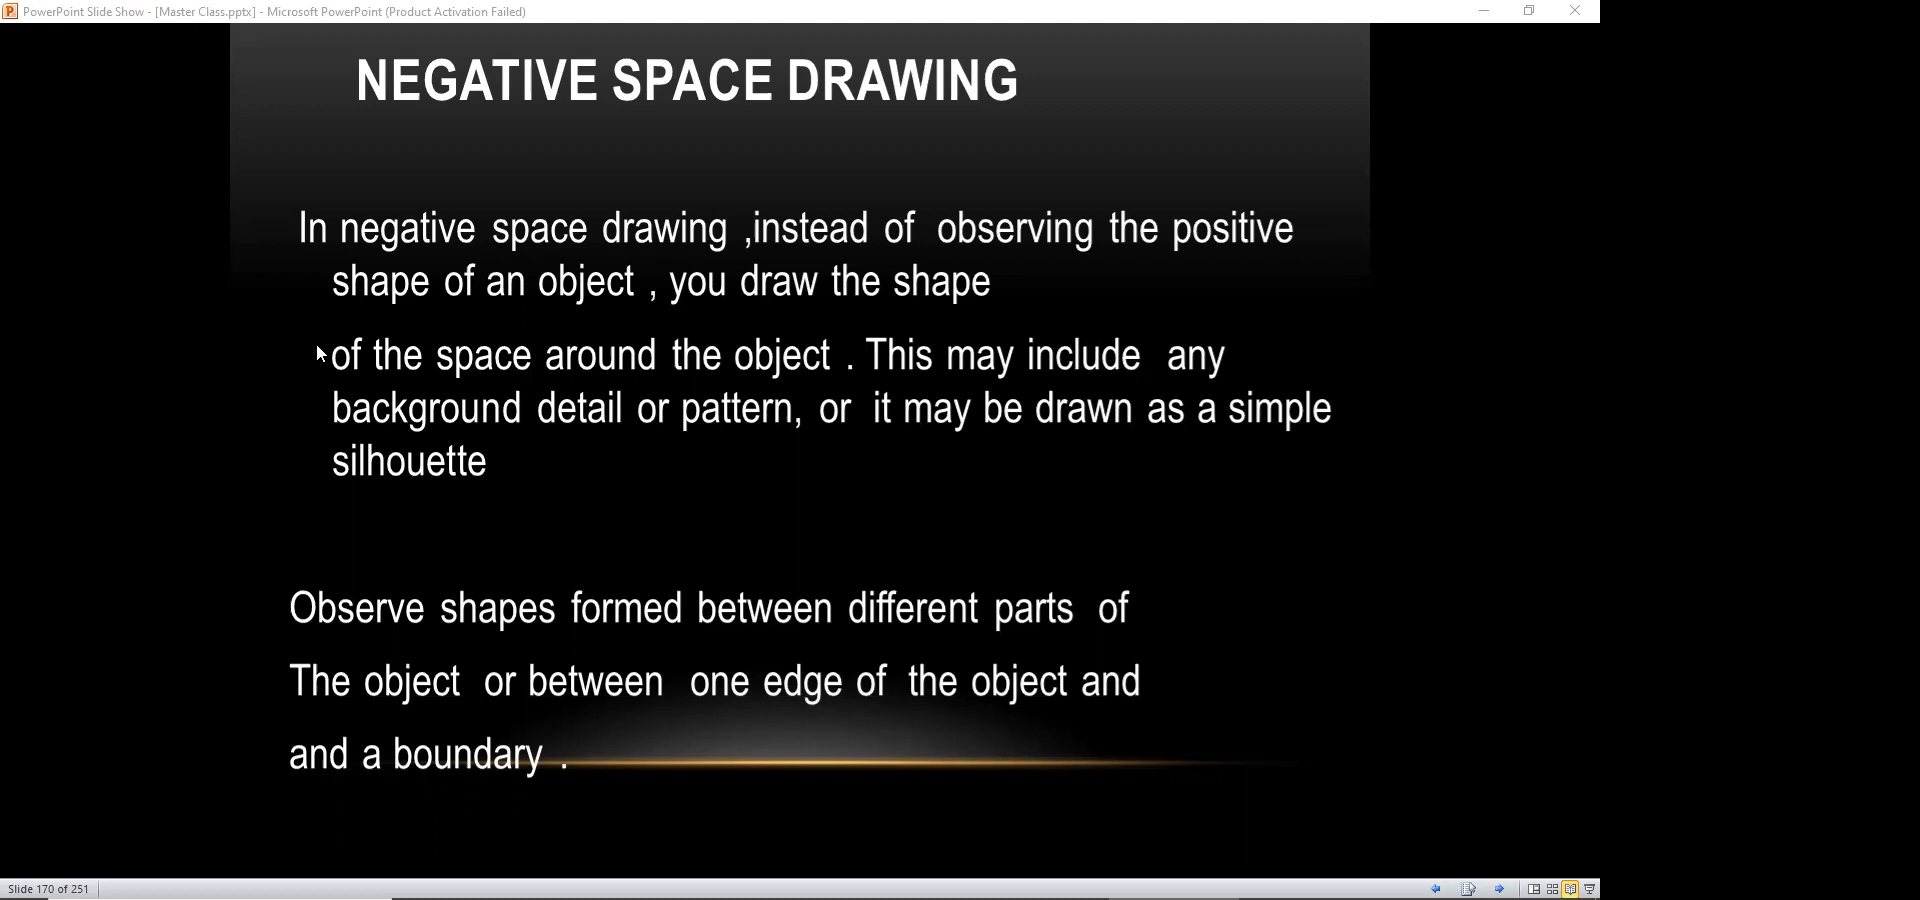 PowerPoint Slide Show - [Master Class.pptx] - Microsoft PowerPoint (Product Activation Failed)
NEGATIVE SPACE DRAWING
In negative space drawing ,instead of observing the positive
shape of an object , you draw the shape
of the space around the object . This may include any
background detail or pattern, or it may be drawn as a simple
silhouette
Observe shapes formed between different parts of
The object or between one edge of the object and
and a boundary .
Slide 170 of 251